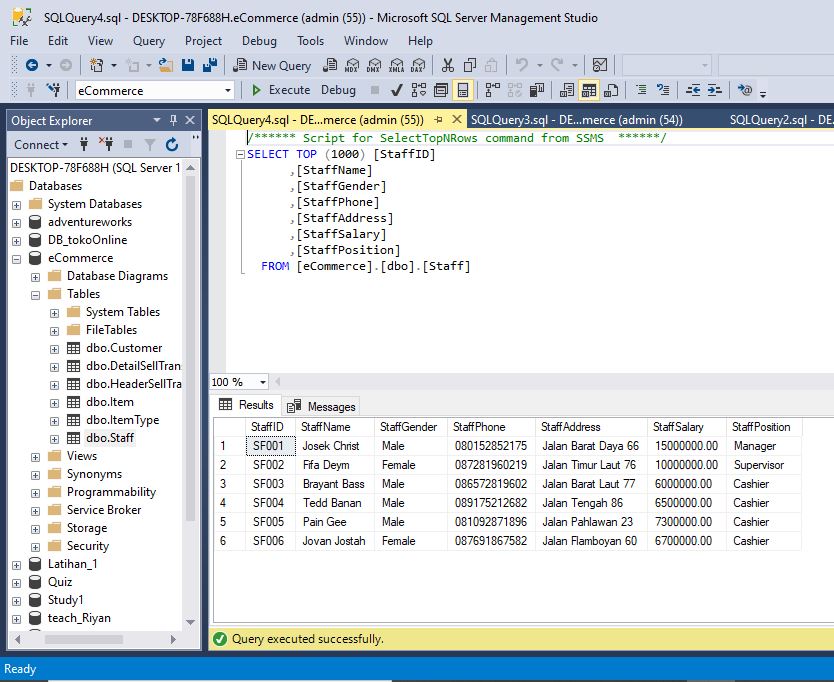 SQLQuery4.sql - DESKTOP-78F688H.eCommerce (admin (55)) - Microsoft SQL Server Management Studio
File Edit View Query Project Debug Tools Window Help
New Query MDX DMX XMLA DAX
eCommerce Execute Debug
Object Explorer
Connect
DESKTOP-78F688H (SQL Server 1
Databases
System Databases
adventureworks
DB_tokoOnline
eCommerce
Database Diagrams
Tables
System Tables
FileTables
dbo.Customer
dbo.DetailSellTran
dbo.HeaderSellTra
dbo.Item
dbo.ItemType
dbo.Staff
Views
Synonyms
Programmability
Service Broker
Storage
Security
Latihan_1
Quiz
Study1
teach_Riyan
SQLQuery4.sql - DE...merce (admin (55)) SQLQuery3.sql - DE...merce (admin (54)) SQLQuery2.sql - DE
/****** Script for SelectTopNRows command from SSMS ******/
SELECT TOP (1000) [StaffID]
,[StaffName]
,[StaffGender]
,[StaffPhone]
,[StaffAddress]
,[StaffSalary]
,[StaffPosition]
FROM [eCommerce].[dbo].[Staff]
100 %
Results Messages
StaffID StaffName StaffGender StaffPhone StaffAddress StaffSalary StaffPosition
1 SF001 Josek Christ Male 080152852175 Jalan Barat Daya 66 15000000.00 Manager
2 SF002 Fifa Deym Female 087281960219 Jalan Timur Laut 76 10000000.00 Supervisor
3 SF003 Brayant Bass Male 086572819602 Jalan Barat Laut 77 6000000.00 Cashier
4 SF004 Tedd Banan Male 089175212682 Jalan Tengah 86 6500000.00 Cashier
5 SF005 Pain Gee Male 081092871896 Jalan Pahlawan 23 7300000.00 Cashier
6 SF006 Jovan Jostah Female 087691867582 Jalan Flamboyan 60 6700000.00 Cashier
Query executed successfully.
Ready